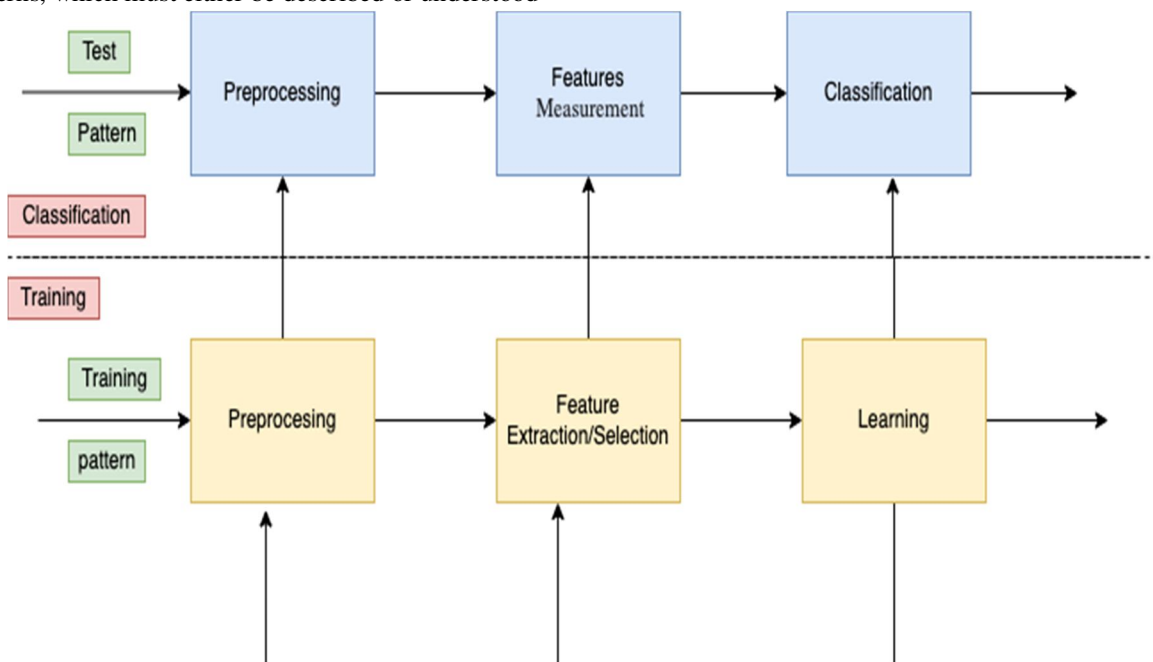 Test
Preprocessing
Features
Measurement
Classification
Pattern
Classification
Training
Training
Preprocesing
Feature
Extraction/Selection
Learning
pattern